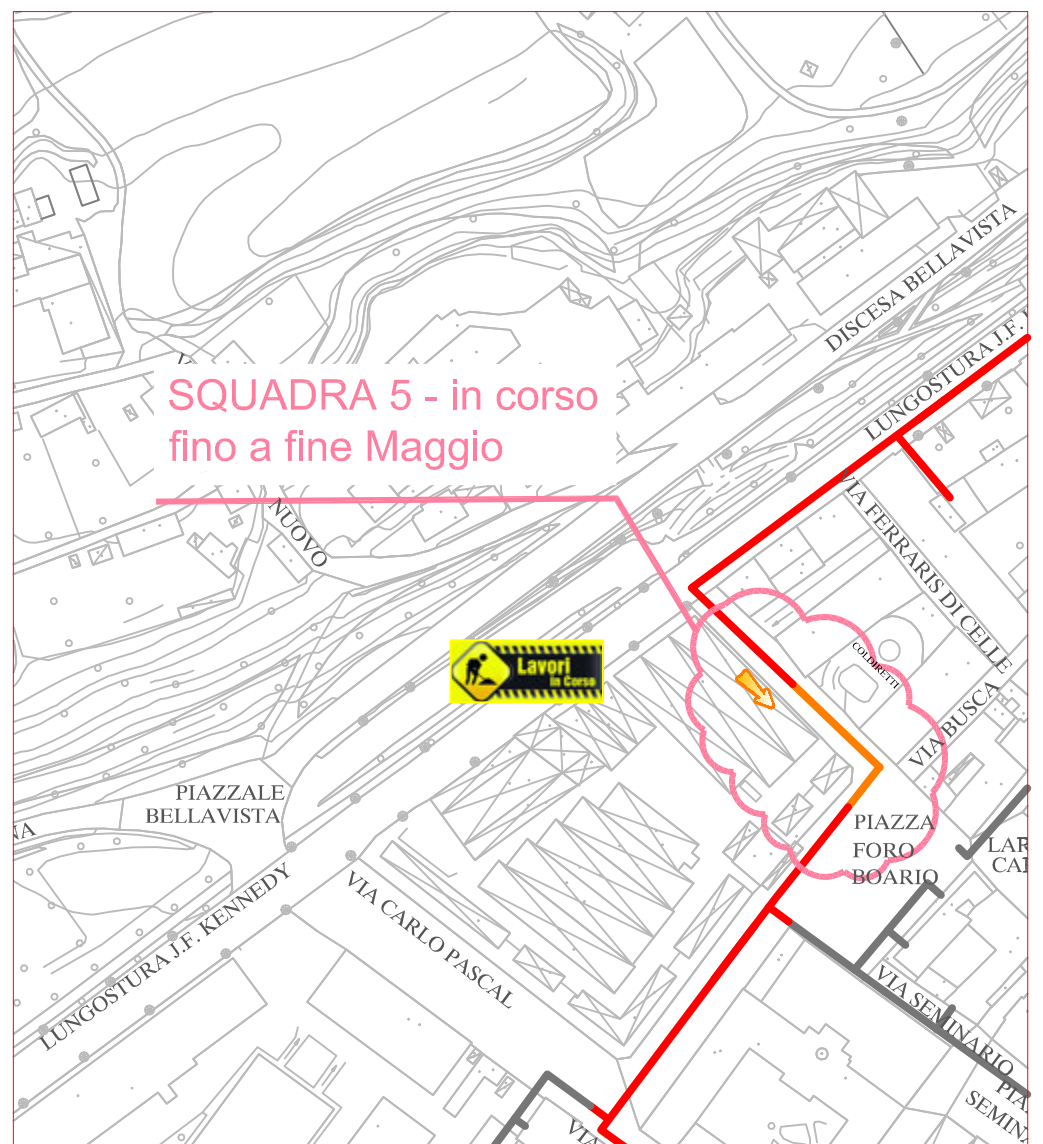 DISCESA BELLAVISTA
LUNGOSTURA J.F.
SQUADRA 5 - in corso
fino a fine Maggio
NUOVO
VIA FERRARIS DI CELLE
COLDIRETTI
Lavori
in Corso
VIA BUSCA
PIAZZALE
BELLAVISTA
PIAZZA
FORO
BOARIO
LUNGOSTURA J.F. KENNEDY
VIA CARLO PASCAL
VIA SEMINARIO
VIA